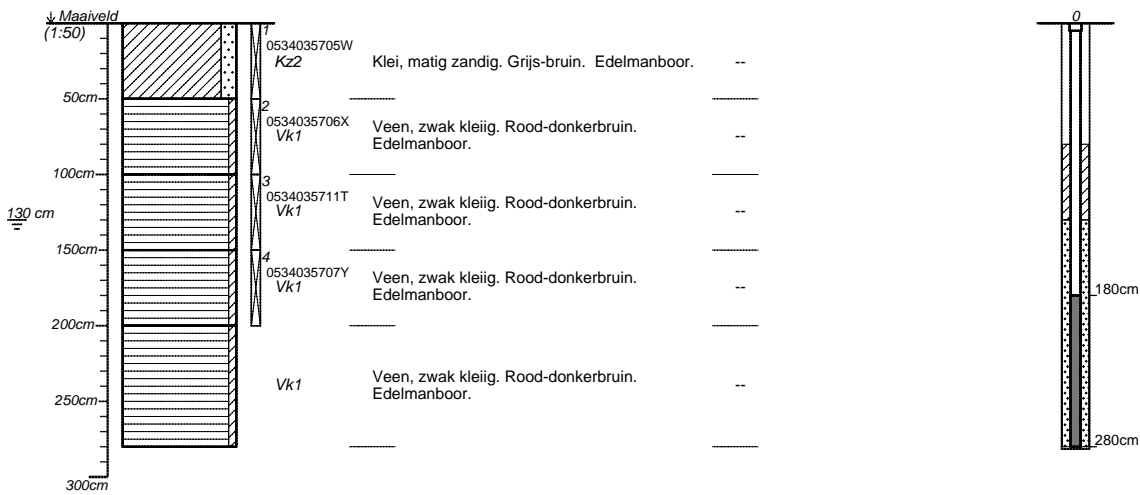 Maaiveld
(1:50)
0
1
0534035705W
Kz2
Klei, matig zandig. Grijs-bruin. Edelmanboor.
--
50cm
2
0534035706X
Vk1
Veen, zwak kleiig. Rood-donkerbruin.
Edelmanboor.
--
100cm
3
0534035711T
Vk1
Veen, zwak kleiig. Rood-donkerbruin.
Edelmanboor.
--
130 cm
150cm
4
0534035707Y
Vk1
Veen, zwak kleiig. Rood-donkerbruin.
Edelmanboor.
--
180cm
200cm
Vk1
Veen, zwak kleiig. Rood-donkerbruin.
Edelmanboor.
--
250cm
280cm
300cm